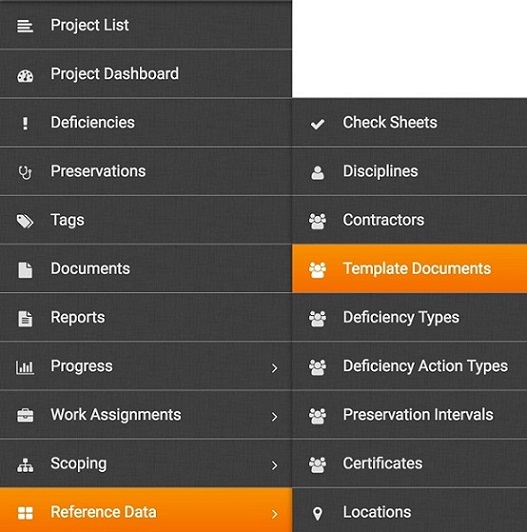 Project List
Project Dashboard
Deficiencies
Preservations
Tags
Documents
Reports
Progress
Work Assignments
Scoping
Reference Data
Check Sheets
Disciplines
Contractors
Template Documents
Deficiency Types
Deficiency Action Types
Preservation Intervals
Certificates
Locations